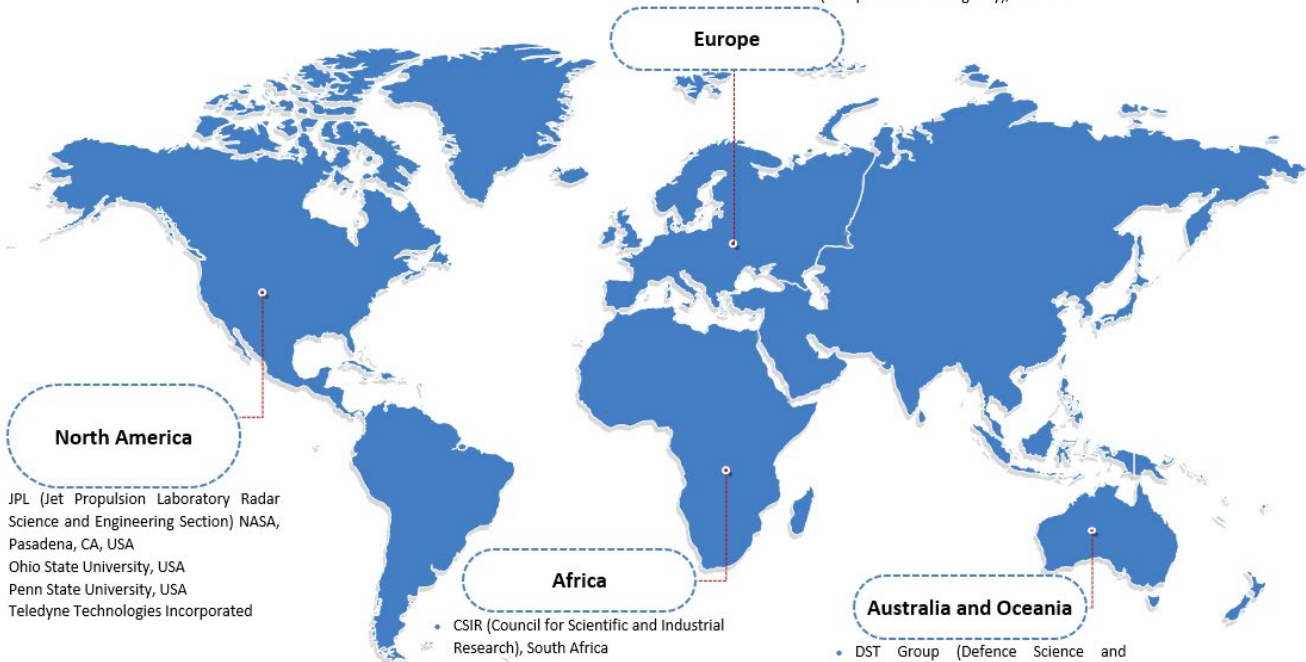 Europe
North America
JPL (Jet Propulsion Laboratory Radar
Science and Engineering Section) NASA,
Pasadena, CA, USA
Ohio State University, USA
Penn State University, USA
Teledyne Technologies Incorporated
Africa
• CSIR (Council for Scientific and Industrial
Research), South Africa
Australia and Oceania
• DST Group (Defence Science and